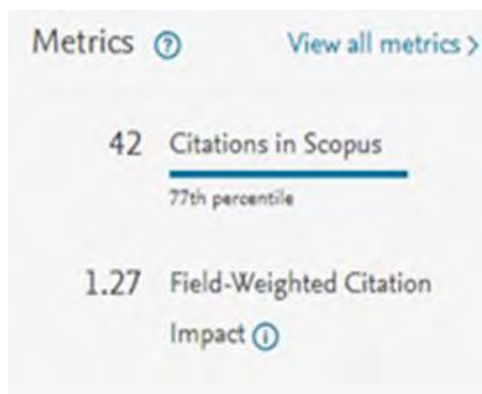 Metrics ? View all metrics >
42 Citations in Scopus
77th percentile
1.27 Field-Weighted Citation
Impact i